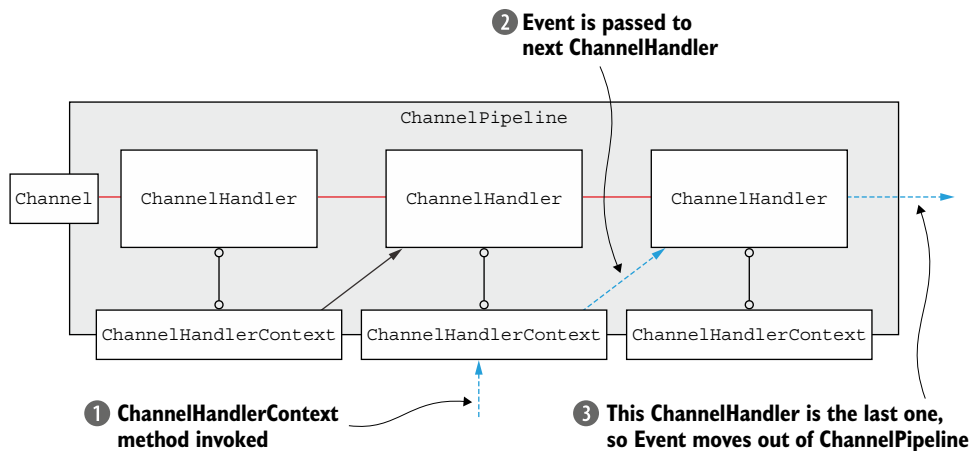 2 Event is passed to
next ChannelHandler
ChannelPipeline
Channel
ChannelHandler
ChannelHandler
ChannelHandler
ChannelHandlerContext
ChannelHandlerContext
ChannelHandlerContext
1 ChannelHandlerContext
method invoked
3 This ChannelHandler is the last one,
so Event moves out of ChannelPipeline